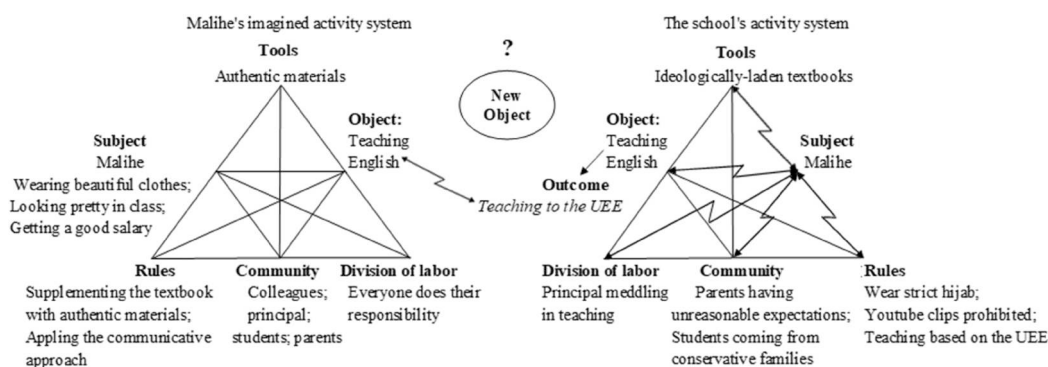 Malihe's imagined activity system
Tools
Authentic materials
Subject
Malihe
Wearing beautiful clothes;
Looking pretty in class;
Getting a good salary
Object:
Teaching
English
Rules
Supplementing the textbook
with authentic materials;
Appling the communicative
approach
Community
Colleagues;
principal;
students; parents
Division of labor
Everyone does their
responsibility
?
New
Object
The school's activity system
Tools
Ideologically-laden textbooks
Object:
Teaching
English
Outcome
Teaching to the UEE
Subject
Malihe
Division of labor
Principal meddling
in teaching
Community
Parents having
unreasonable expectations;
Students coming from
conservative families
Rules
Wear strict hijab;
Youtube clips prohibited;
Teaching based on the UEE